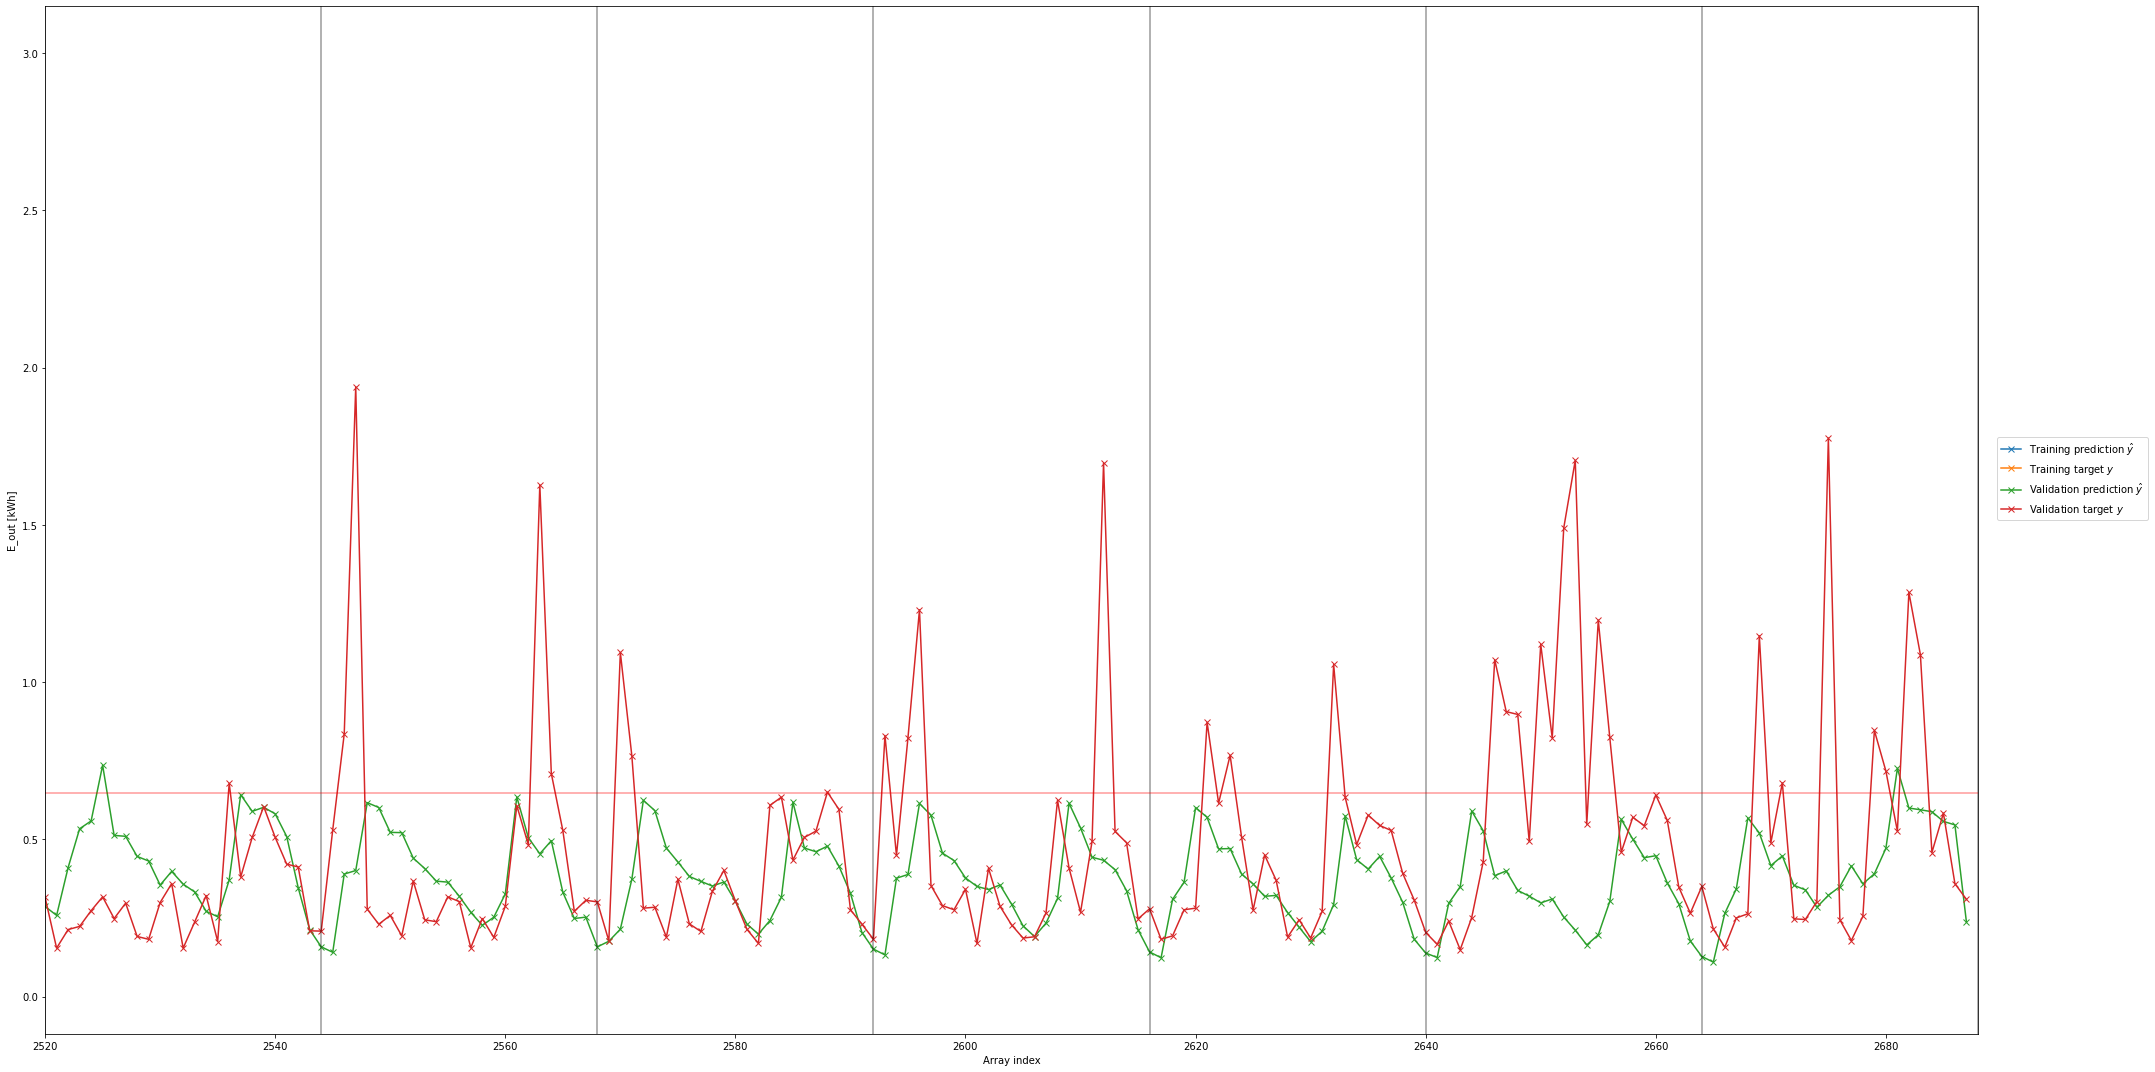 3.0
2.5
2.0
1.5
1.0
0.5
0.0
E_out [kWh]
2520 2540 2560 2580 2600 2620 2640 2660 2680
Array index
Training prediction ŷ
Training target y
Validation prediction ŷ
Validation target y